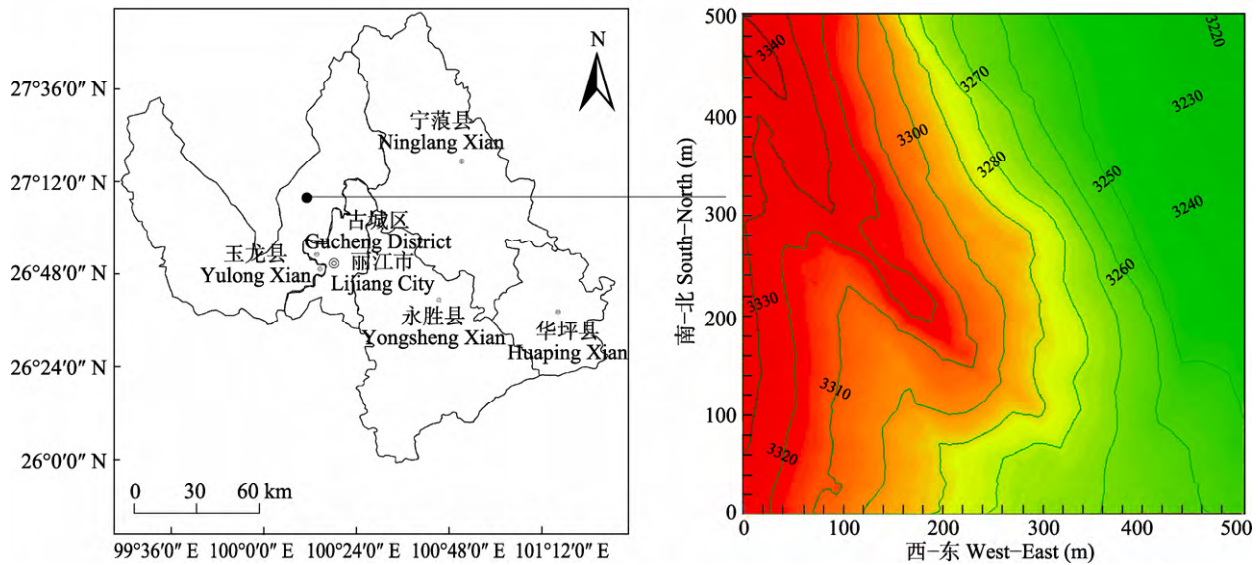 27°36′0″ N
27°12′0″ N
26°48′0″ N
26°24′0″ N
26°0′0″ N
N
宁蒗县
Ninglang Xian
古城区
Gucheng District
玉龙县
Yulong Xian
丽江市
Lijiang City
永胜县
Yongsheng Xian
华坪县
Huaping Xian
0 30 60 km
99°36′0″ E 100°0′0″ E 100°24′0″ E 100°48′0″ E 101°12′0″ E
南-北 South-North (m)
500
400
300
200
100
0
3340
3220
3270
3230
3300
3280
3250
3240
3260
3330
3310
3320
0 100 200 300 400 500
西-东 West-East (m)